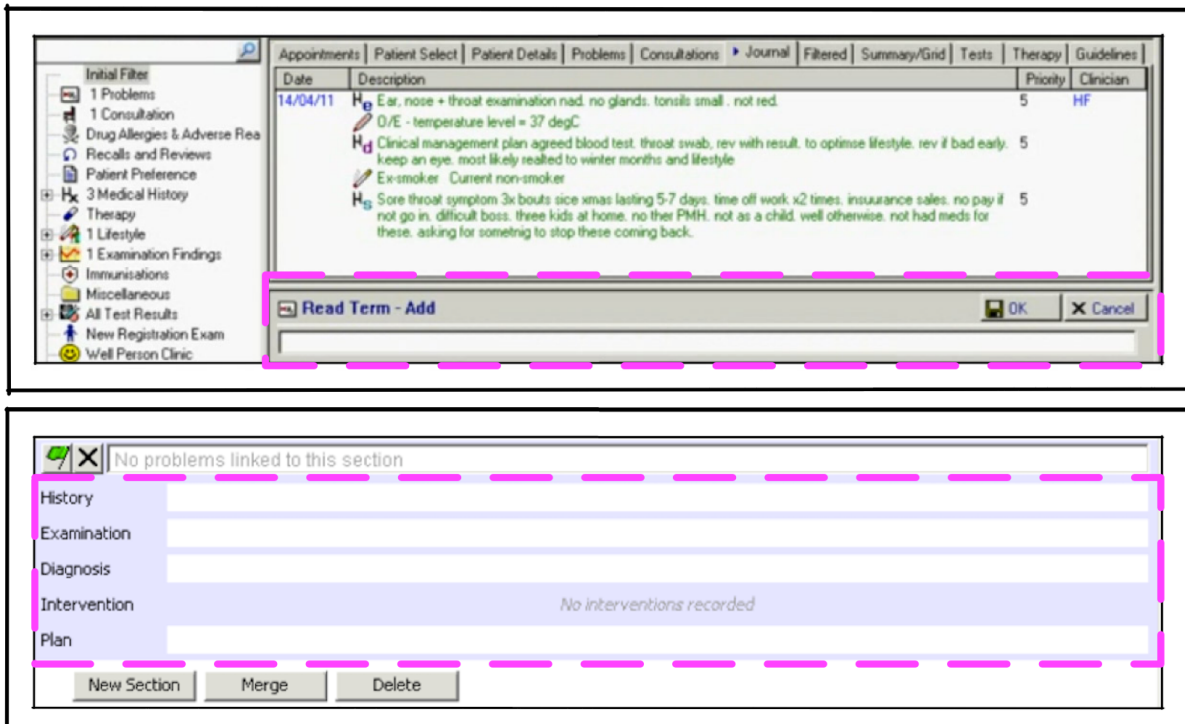 Initial Filter
1 Problems
1 Consultation
Drug Allergies & Adverse Rea
Recalls and Reviews
Patient Preference
Hx 3 Medical History
Therapy
1 Lifestyle
1 Examination Findings
Immunisations
Miscellaneous
All Test Results
New Registration Exam
Well Person Clinic
Appointments Patient Select Patient Details Problems Consultations Journal Filtered Summary/Grid Tests Therapy Guidelines
Date Description Priority Clinician
14/04/11 He Ear, nose + throat examination nad. no glands. tonsils small . not red. 5 HF
O/E - temperature level = 37 degC
Hd Clinical management plan agreed blood test. throat swab, rev with result. to optimse lifestyle. rev if bad early. 5
keep an eye. most likely realted to winter months and lifestyle
Ex-smoker Current non-smoker
Hs Sore throat symptom 3x bouts sice xmas lasting 5-7 days. time off work x2 times. insuurance sales. no pay if 5
not go in. difficult boss. three kids at home. no ther PMH. not as a child. well otherwise. not had meds for
these. asking for sometnig to stop these coming back.
Read Term - Add OK Cancel
No problems linked to this section
History
Examination
Diagnosis
Intervention No interventions recorded
Plan
New Section Merge Delete